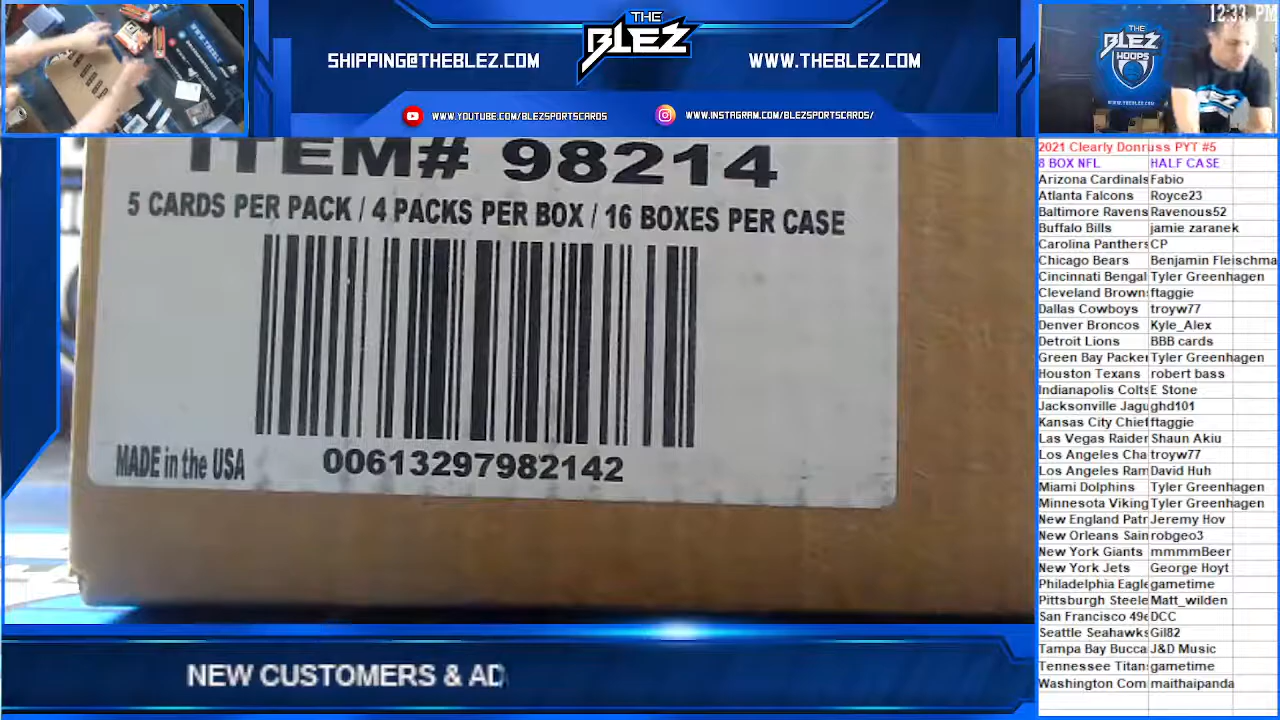 12:33 PM
THE
BLEZ
SHIPPING@THEBLEZ.COM
WWW.THEBLEZ.COM
THE
BLEZ
HOOPS
WWW.THEBLEZ.COM
BLEZ
WWW.YOUTUBE.COM/BLEZSPORTSCARDS
WWW.INSTAGRAM.COM/BLEZSPORTSCARDS/
ITEM# 98214
5 CARDS PER PACK / 4 PACKS PER BOX / 16 BOXES PER CASE
MADE in the USA
00613297982142
2021 Clearly Donruss PYT #5
8 BOX NFL HALF CASE
Arizona Cardinals Fabio
Atlanta Falcons Royce23
Baltimore Ravens Ravenous52
Buffalo Bills jamie zaranek
Carolina Panthers CP
Chicago Bears Benjamin Fleischma
Cincinnati Bengal Tyler Greenhagen
Cleveland Browns ftaggie
Dallas Cowboys troyw77
Denver Broncos Kyle_Alex
Detroit Lions BBB cards
Green Bay Packer Tyler Greenhagen
Houston Texans robert bass
Indianapolis Colts E Stone
Jacksonville Jagu ghd101
Kansas City Chief ftaggie
Las Vegas Raider Shaun Akiu
Los Angeles Cha troyw77
Los Angeles Ram David Huh
Miami Dolphins Tyler Greenhagen
Minnesota Viking Tyler Greenhagen
New England Patr Jeremy Hov
New Orleans Sain robgeo3
New York Giants mmmmBeer
New York Jets George Hoyt
Philadelphia Eagle gametime
Pittsburgh Steele Matt_wilden
San Francisco 49e DCC
Seattle Seahawks Gil82
Tampa Bay Bucca J&D Music
Tennessee Titans gametime
Washington Com maithaipanda
NEW CUSTOMERS & AD